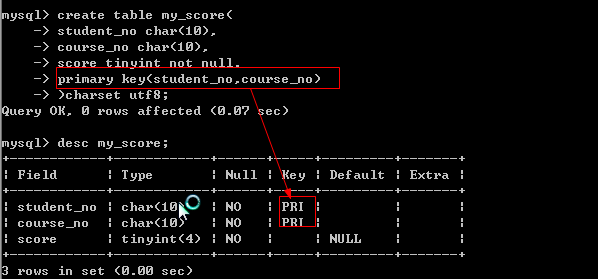 mysql> create table my_score(
    -> student_no char(10),
    -> course_no char(10),
    -> score tinyint not null,
    -> primary key(student_no,course_no)
    -> )charset utf8;
Query OK, 0 rows affected (0.07 sec)
mysql> desc my_score;
+------------+------------+------+-----+---------+-------+
| Field      | Type       | Null | Key | Default | Extra |
+------------+------------+------+-----+---------+-------+
| student_no | char(10)   | NO   | PRI |         |       |
| course_no  | char(10)   | NO   | PRI |         |       |
| score      | tinyint(4) | NO   |     | NULL    |       |
+------------+------------+------+-----+---------+-------+
3 rows in set (0.00 sec)